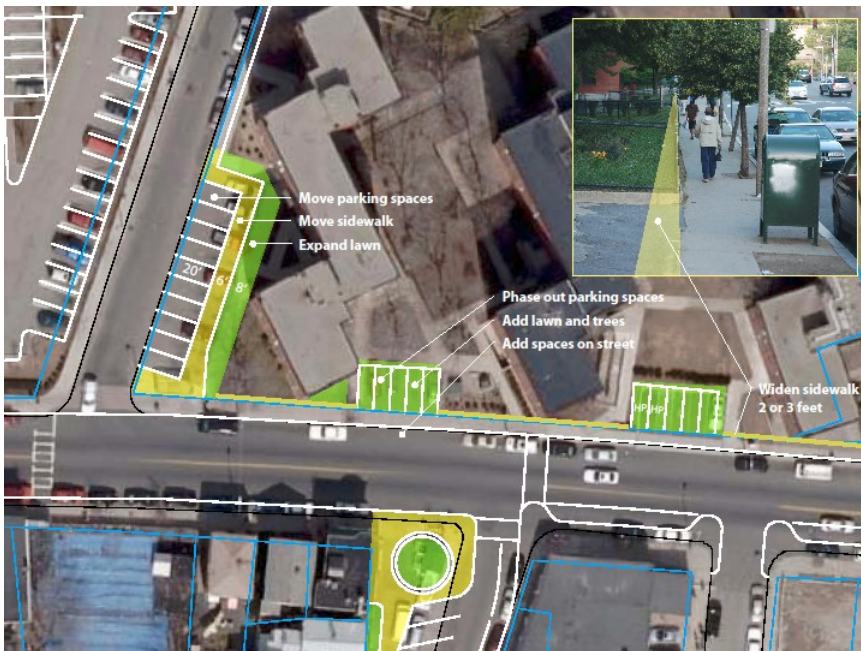 Move parking spaces
Move sidewalk
Expand lawn
20' 6' 8'
Phase out parking spaces
Add lawn and trees
Add spaces on street
Widen sidewalk
2 or 3 feet
HP HP